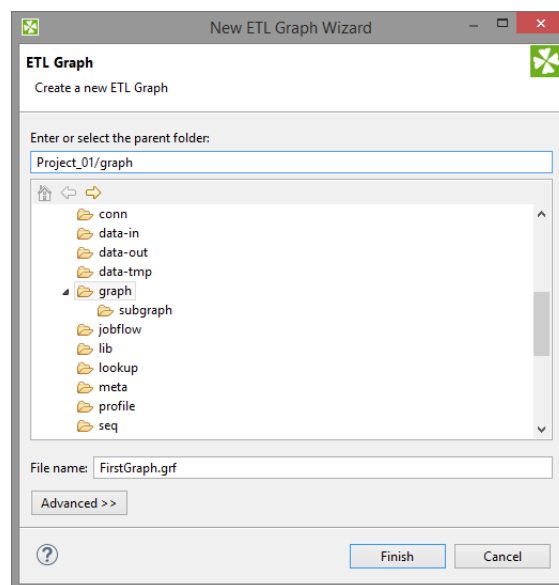 New ETL Graph Wizard
ETL Graph
Create a new ETL Graph
Enter or select the parent folder:
Project_01/graph
conn
data-in
data-out
data-tmp
graph
subgraph
jobflow
lib
lookup
meta
profile
seq
File name: FirstGraph.grf
Advanced >>
Finish Cancel